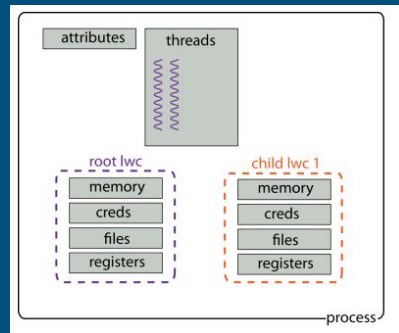 attributes
threads
root lwc
child lwc 1
memory
memory
creds
creds
files
files
registers
registers
process